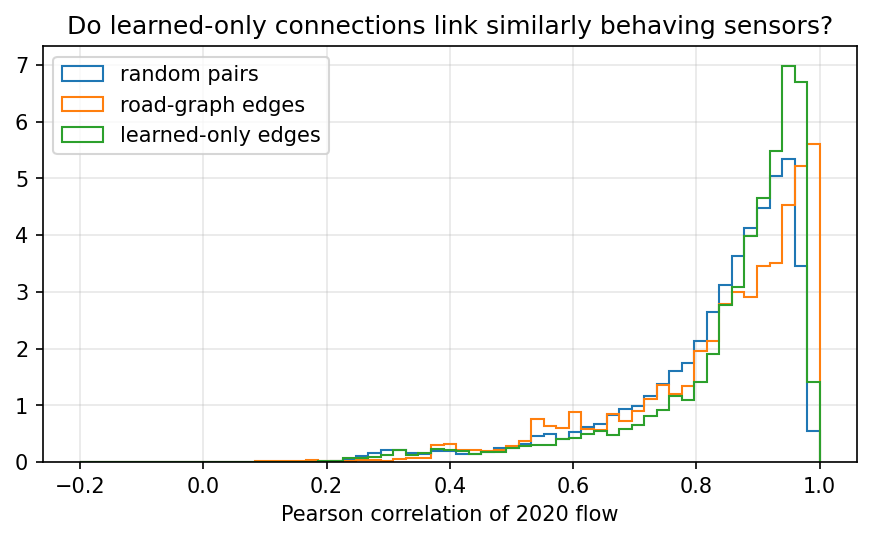 Do learned-only connections link similarly behaving sensors?
random pairs
road-graph edges
learned-only edges
7
6
5
4
3
2
1
0
−0.2 0.0 0.2 0.4 0.6 0.8 1.0
Pearson correlation of 2020 flow